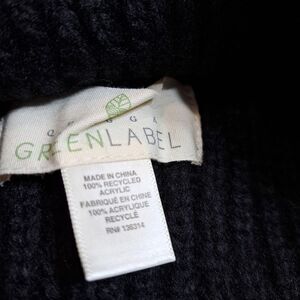 GREENLABEL
MADE IN CHINA
100% RECYCLED
ACRYLIC
FABRIQUÉ EN CHINE
100% ACRYLIQUE
RECYCLÉ
RN# 136314